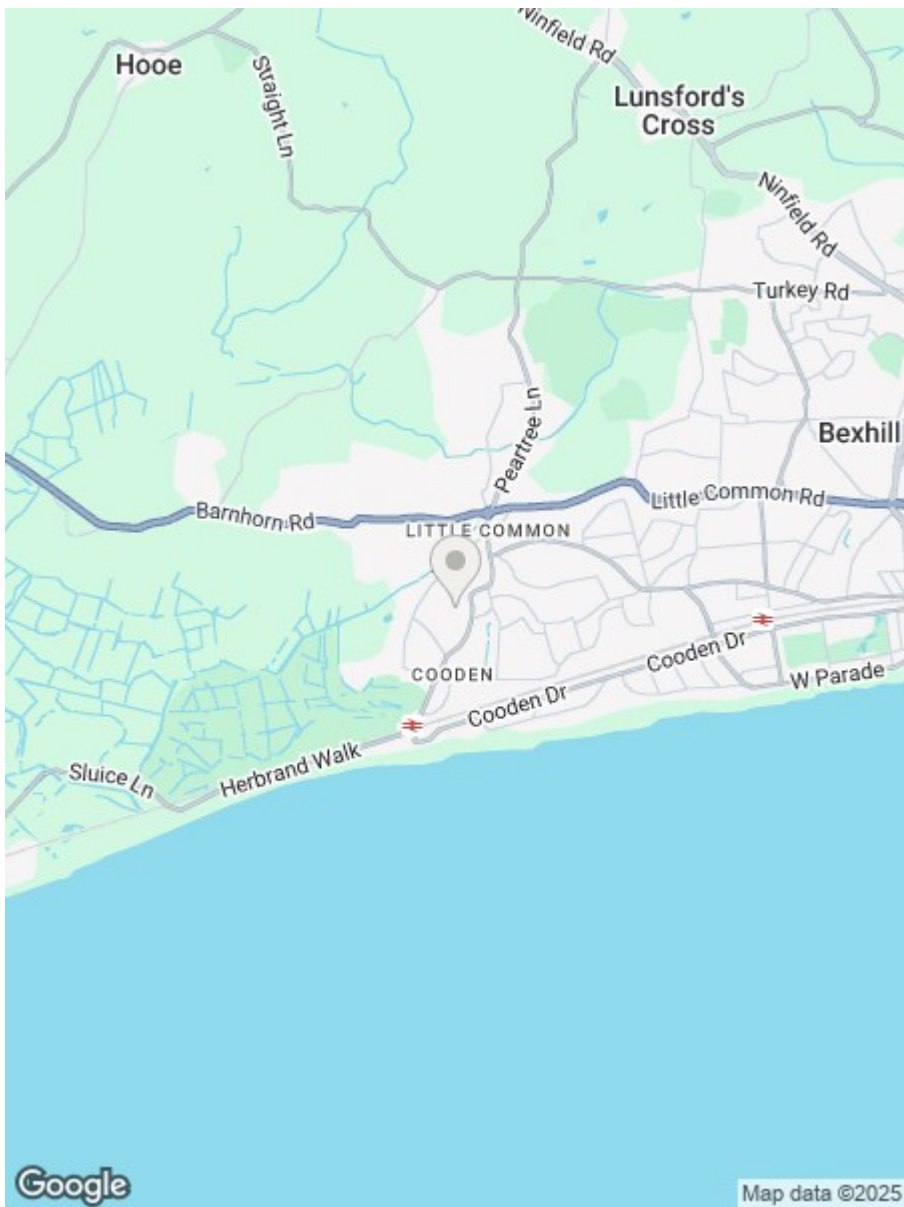 Ninfield Rd
Hooe
Straight Ln
Lunsford's
Cross
Ninfield Rd
Turkey Rd
Peartree Ln
Bexhill
Barnhorn Rd
Little Common Rd
LITTLE COMMON
COODEN
Cooden Dr
W Parade
Cooden Dr
Herbrand Walk
Sluice Ln
Google
Map data ©2025